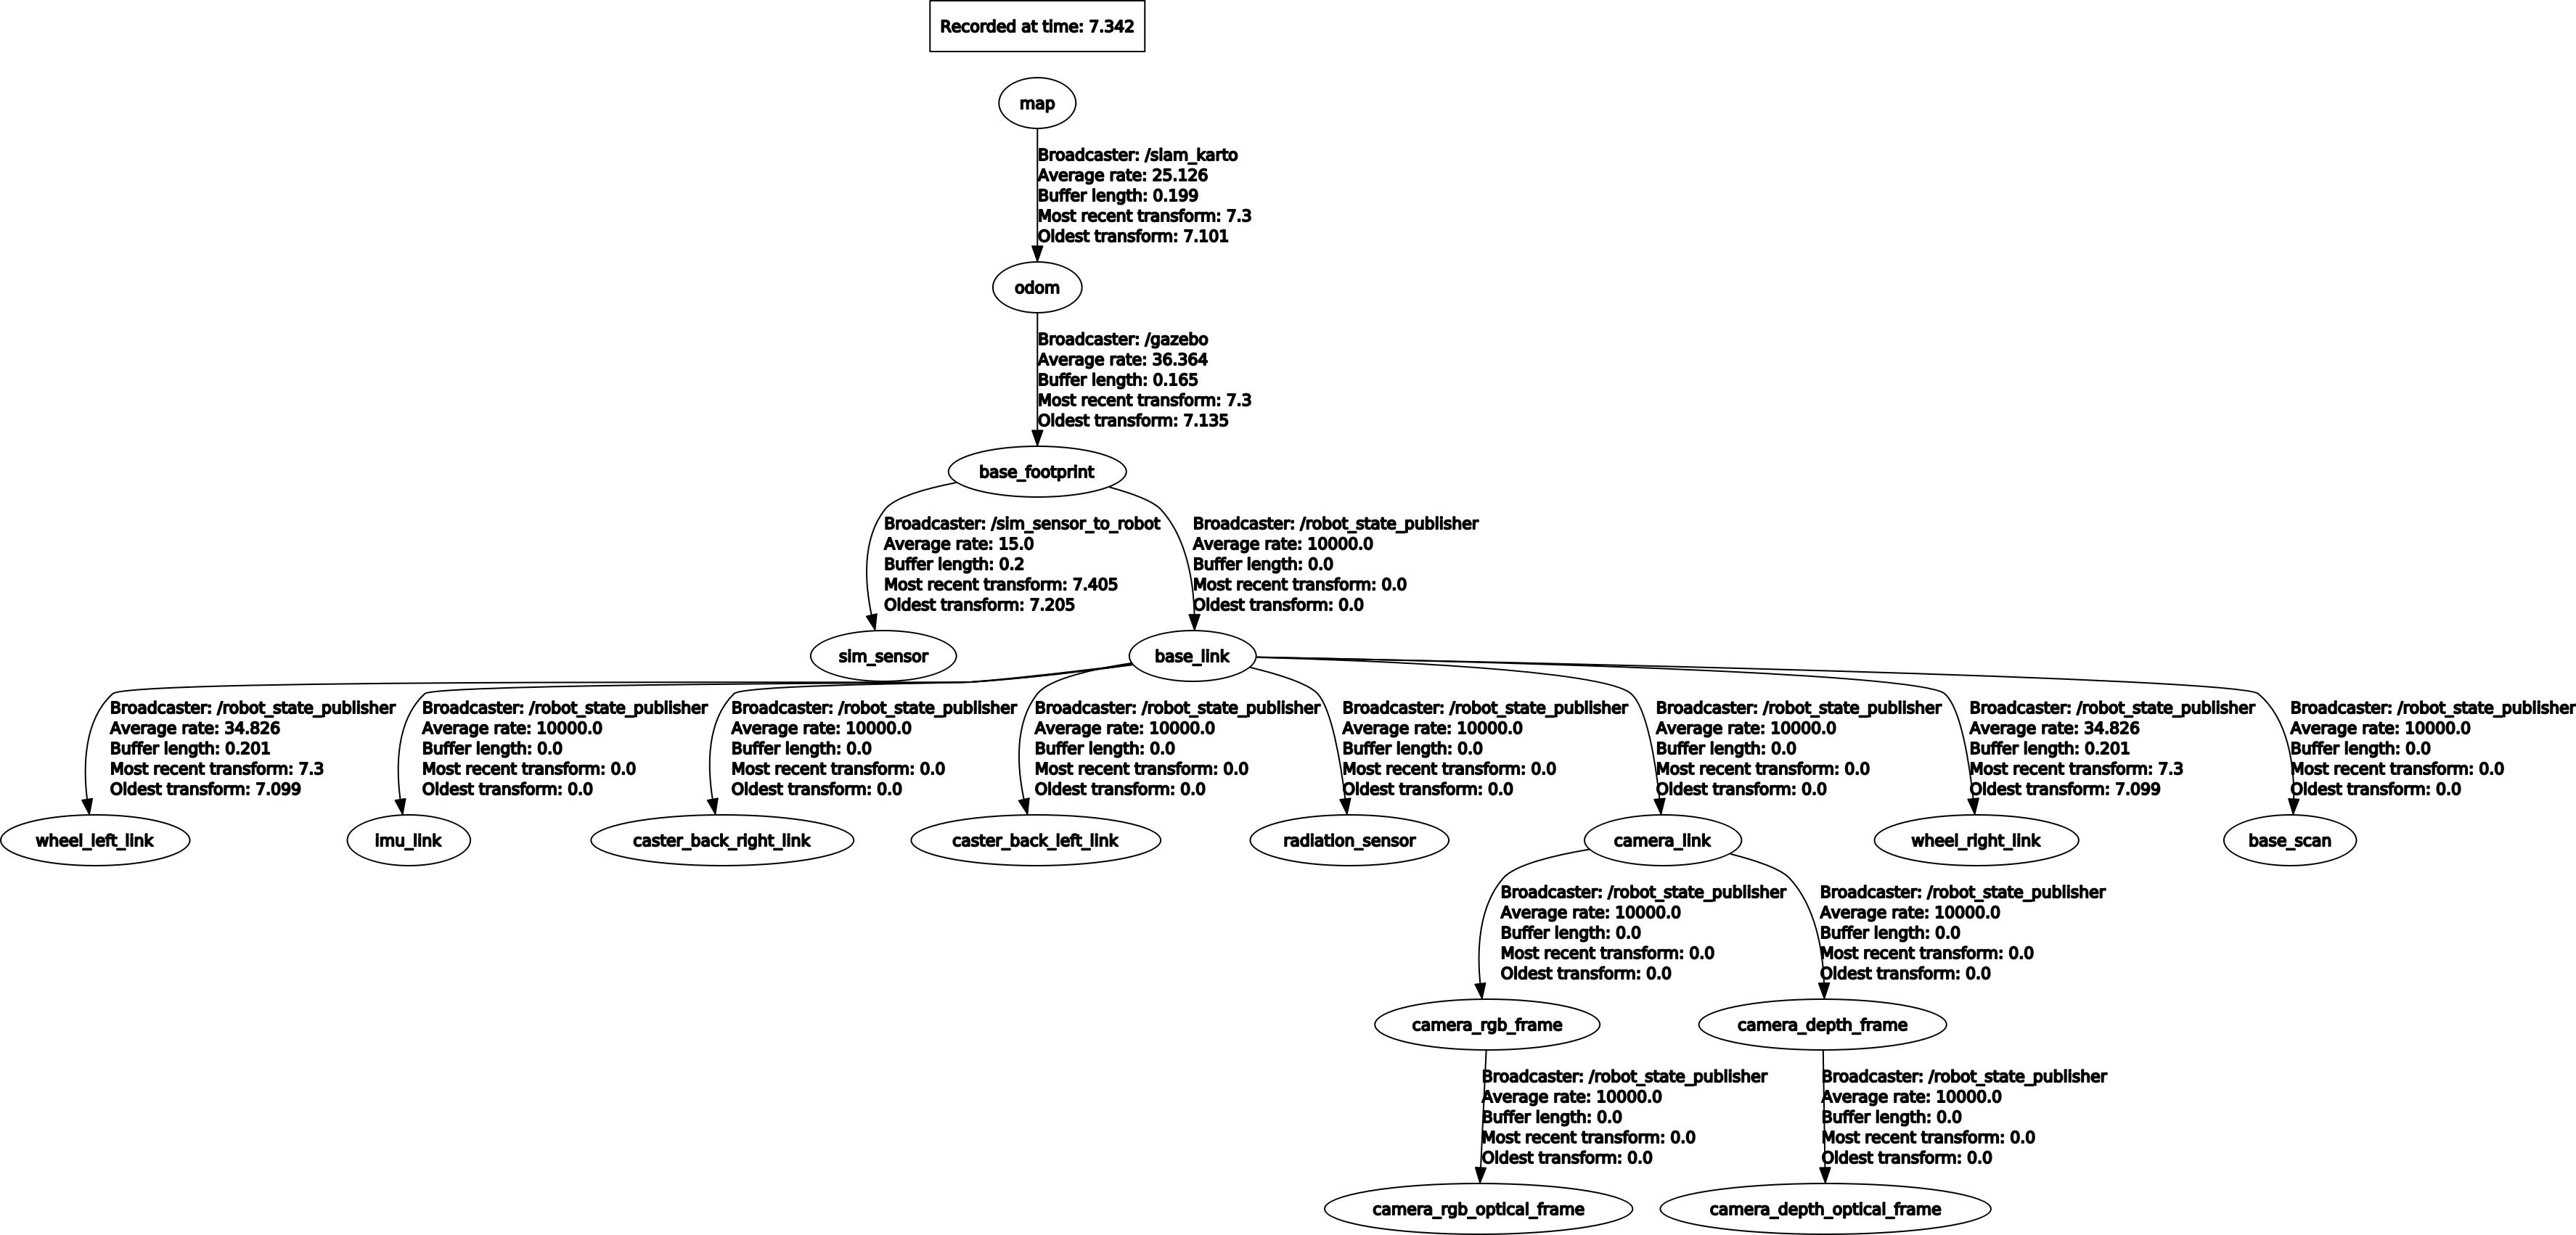 Recorded at time: 7.342
map
Broadcaster: /slam_karto
Average rate: 25.126
Buffer length: 0.199
Most recent transform: 7.3
Oldest transform: 7.101
odom
Broadcaster: /gazebo
Average rate: 36.364
Buffer length: 0.165
Most recent transform: 7.3
Oldest transform: 7.135
base_footprint
Broadcaster: /sim_sensor_to_robot
Average rate: 15.0
Buffer length: 0.2
Most recent transform: 7.405
Oldest transform: 7.205
Broadcaster: /robot_state_publisher
Average rate: 10000.0
Buffer length: 0.0
Most recent transform: 0.0
Oldest transform: 0.0
sim_sensor
base_link
Broadcaster: /robot_state_publisher
Average rate: 34.826
Buffer length: 0.201
Most recent transform: 7.3
Oldest transform: 7.099
Broadcaster: /robot_state_publisher
Average rate: 10000.0
Buffer length: 0.0
Most recent transform: 0.0
Oldest transform: 0.0
Broadcaster: /robot_state_publisher
Average rate: 10000.0
Buffer length: 0.0
Most recent transform: 0.0
Oldest transform: 0.0
Broadcaster: /robot_state_publisher
Average rate: 10000.0
Buffer length: 0.0
Most recent transform: 0.0
Oldest transform: 0.0
Broadcaster: /robot_state_publisher
Average rate: 10000.0
Buffer length: 0.0
Most recent transform: 0.0
Oldest transform: 0.0
Broadcaster: /robot_state_publisher
Average rate: 10000.0
Buffer length: 0.0
Most recent transform: 0.0
Oldest transform: 0.0
Broadcaster: /robot_state_publisher
Average rate: 34.826
Buffer length: 0.201
Most recent transform: 7.3
Oldest transform: 7.099
Broadcaster: /robot_state_publisher
Average rate: 10000.0
Buffer length: 0.0
Most recent transform: 0.0
Oldest transform: 0.0
wheel_left_link
imu_link
caster_back_right_link
caster_back_left_link
radiation_sensor
camera_link
wheel_right_link
base_scan
Broadcaster: /robot_state_publisher
Average rate: 10000.0
Buffer length: 0.0
Most recent transform: 0.0
Oldest transform: 0.0
Broadcaster: /robot_state_publisher
Average rate: 10000.0
Buffer length: 0.0
Most recent transform: 0.0
Oldest transform: 0.0
camera_rgb_frame
camera_depth_frame
Broadcaster: /robot_state_publisher
Average rate: 10000.0
Buffer length: 0.0
Most recent transform: 0.0
Oldest transform: 0.0
Broadcaster: /robot_state_publisher
Average rate: 10000.0
Buffer length: 0.0
Most recent transform: 0.0
Oldest transform: 0.0
camera_rgb_optical_frame
camera_depth_optical_frame